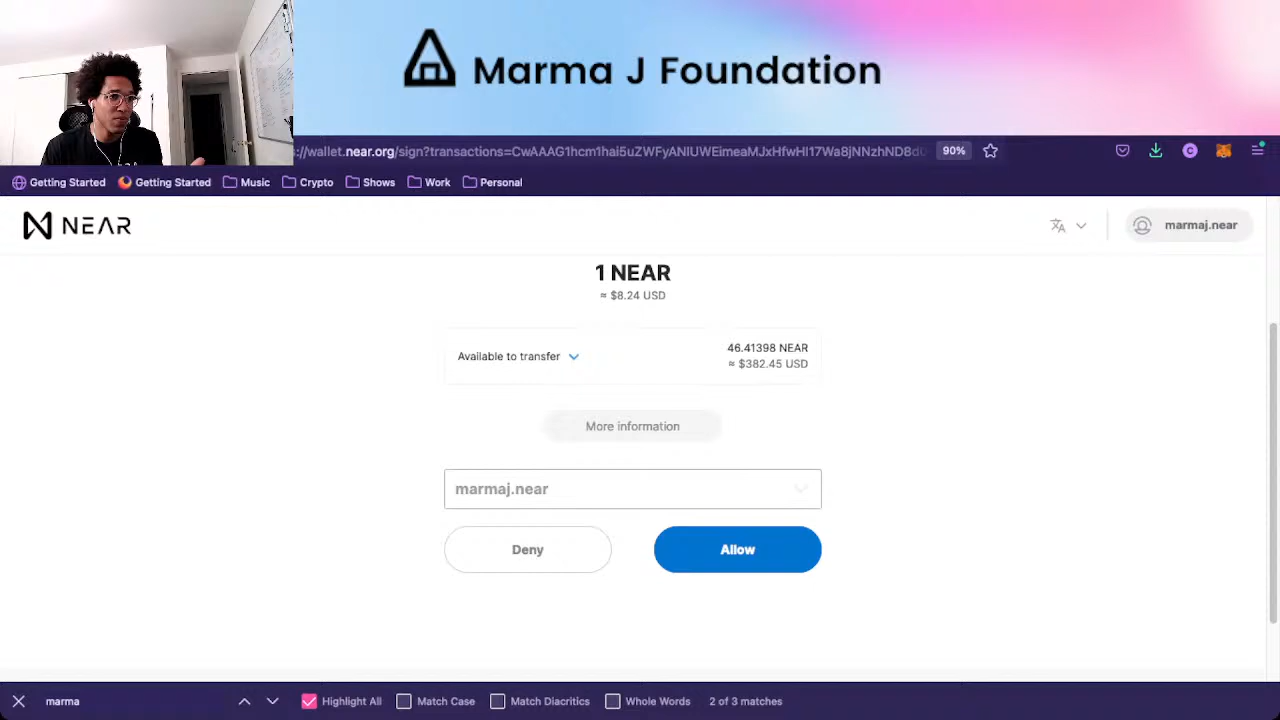 Marma J Foundation
://wallet.near.org/sign?transactions=
90%
Getting Started
Getting Started
Music
Crypto
Shows
Work
Personal
NEAR
marmaj.near
1 NEAR
≈ $8.24 USD
Available to transfer
46.41398 NEAR
≈ $382.45 USD
More information
marmaj.near
Deny
Allow
marma
Highlight All
Match Case
Match Diacritics
Whole Words
2 of 3 matches